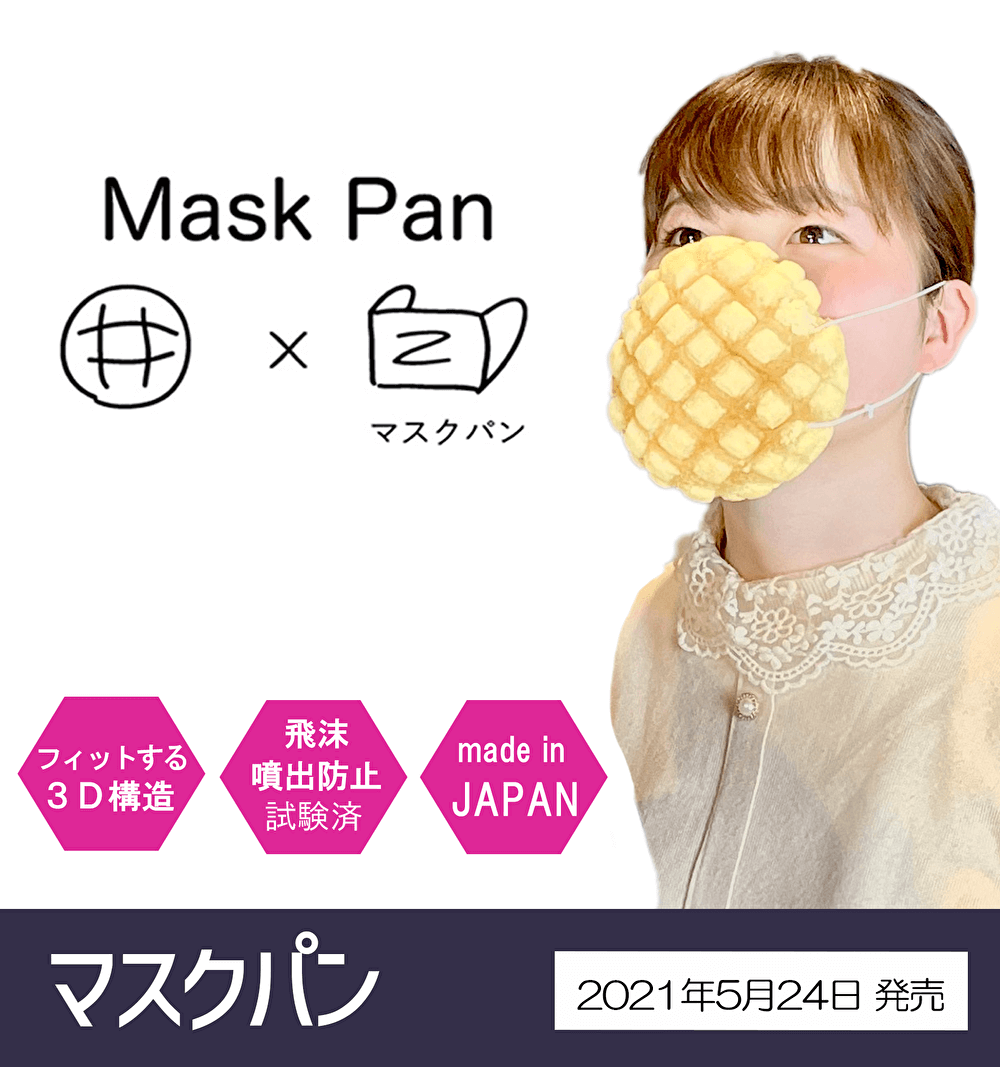 Mask Pan
×
マスクパン
フィットする
３Ｄ構造
飛沫
噴出防止
試験済
made in
JAPAN
マスクパン
2021年5月24日 発売